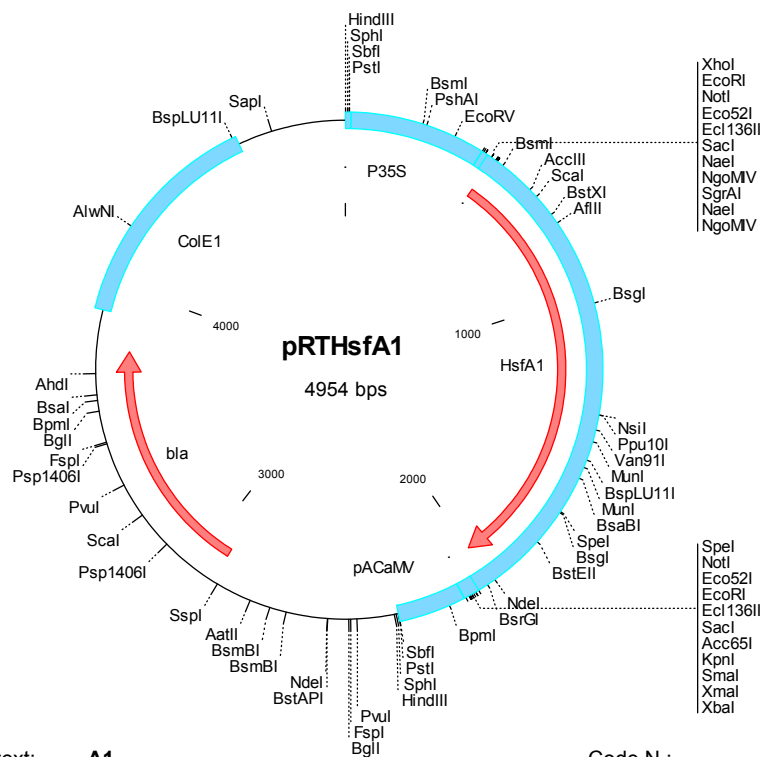 HindIII
SphI
SbfI
PstI
BsmI
PshAI
EcoRV
BsmI
AccIII
ScaI
BstXI
AflII
XhoI
EcoRI
NotI
Eco52I
Ecl136II
SacI
NaeI
NgoMIV
SgrAI
NaeI
NgoMIV
SapI
BspLU11I
AlwNI
P35S
ColE1
BsgI
4000
1000
pRTHsfA1
4954 bps
HsfA1
AhdI
BsaI
BpmI
BglI
FspI
Psp1406I
PvuI
ScaI
Psp1406I
SspI
AatII
BsmBI
BsmBI
NdeI
BstAPI
bla
3000
2000
pACaMV
NsiI
Ppu10I
Van91I
MunI
BspLU11I
MunI
BsaBI
SpeI
BsgI
BstEII
NdeI
BsrGI
BpmI
SbfI
PstI
SphI
HindIII
PvuI
FspI
BglI
SpeI
NotI
Eco52I
EcoRI
Ecl136II
SacI
Acc65I
KpnI
SmaI
XmaI
XbaI
A1